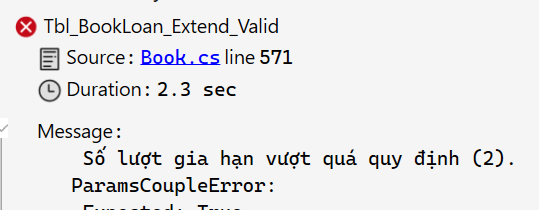 Tbl_BookLoan_Extend_Valid
Source: Book.cs line 571
Duration: 2.3 sec
Message:
Số lượt gia hạn vượt quá quy định (2).
ParamsCoupleError:
Expected: True